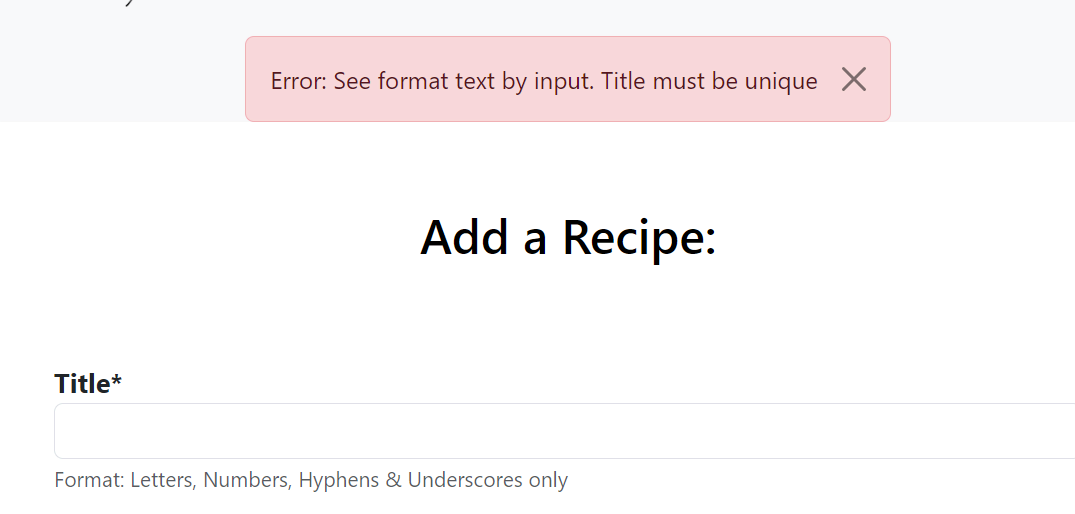 Error: See format text by input. Title must be unique
Add a Recipe:
Title*
Format: Letters, Numbers, Hyphens & Underscores only